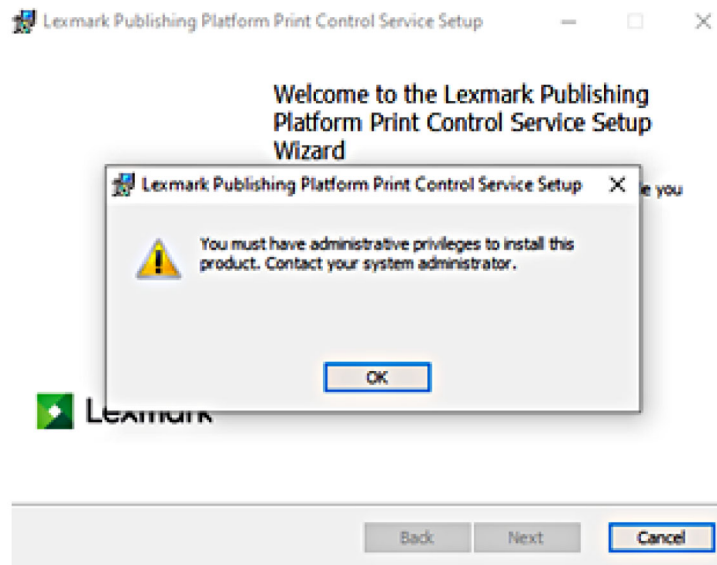 Lexmark Publishing Platform Print Control Service Setup
Welcome to the Lexmark Publishing
Platform Print Control Service Setup
Wizard
Lexmark Publishing Platform Print Control Service Setup
you
You must have administrative privileges to install this
product. Contact your system administrator.
OK
Lexmark
Back Next Cancel